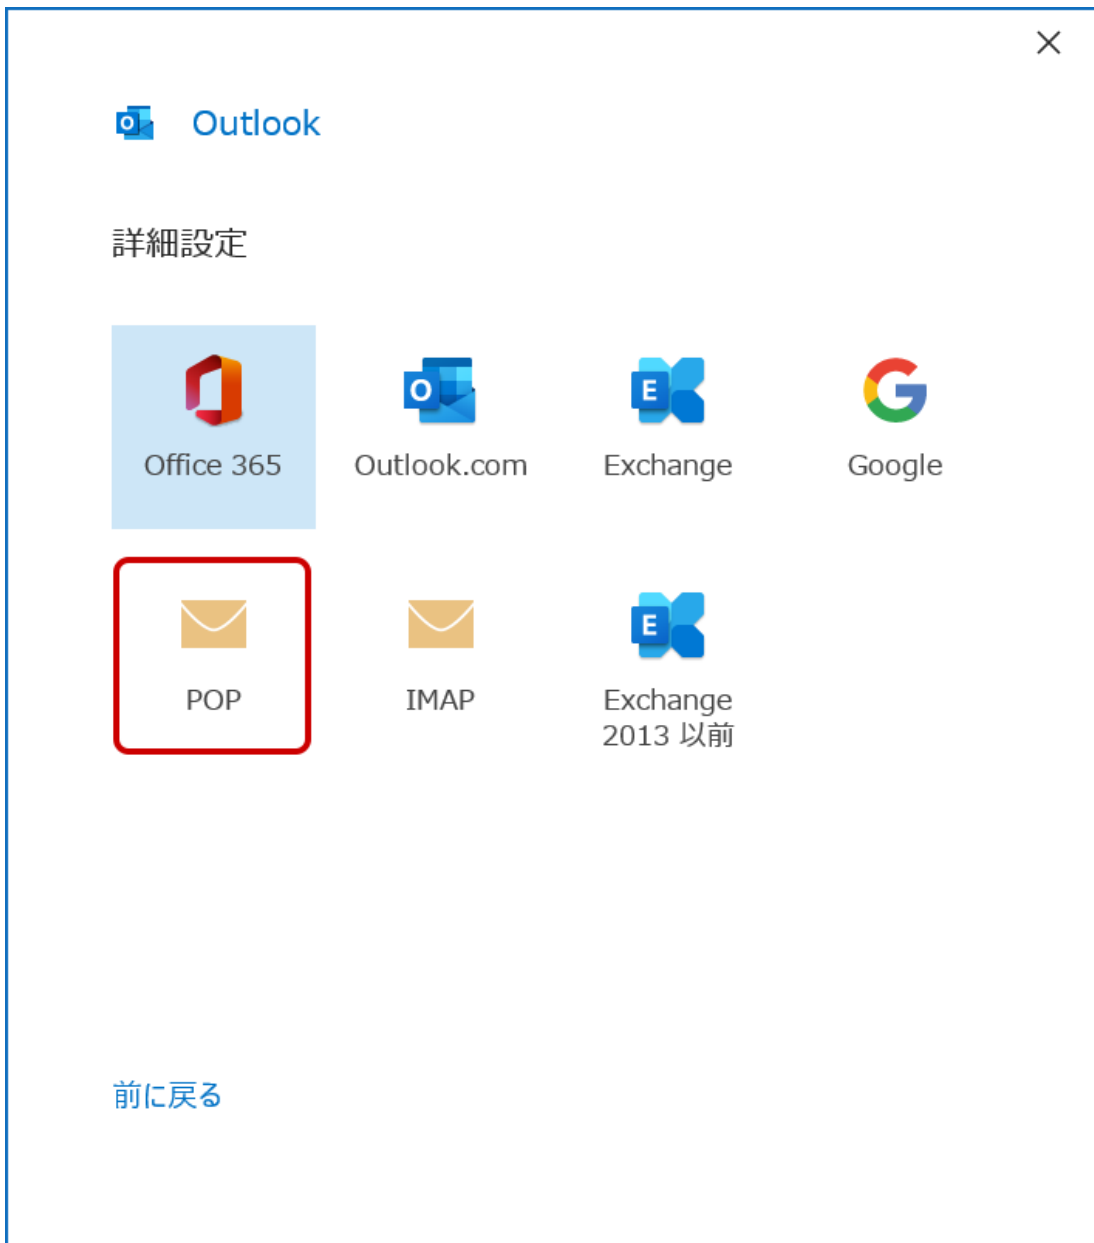 Outlook
詳細設定
Office 365
Outlook.com
Exchange
Google
POP
IMAP
Exchange
2013 以前
前に戻る